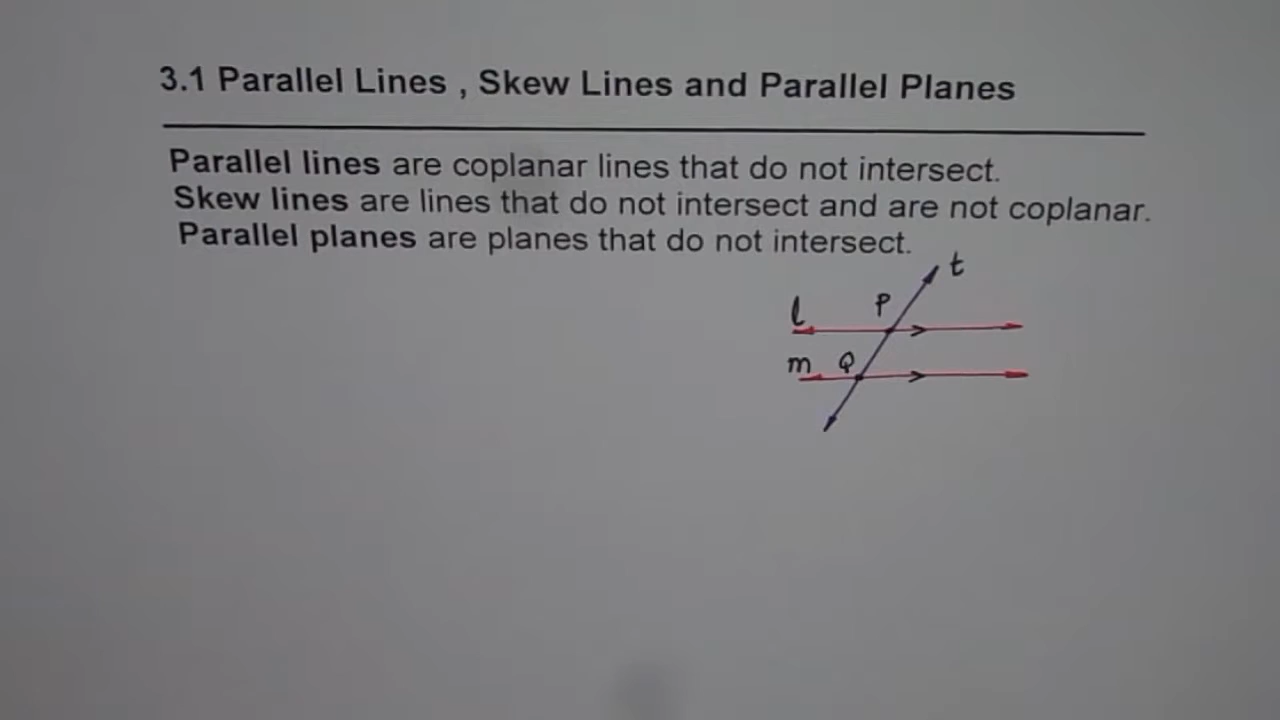 3.1 Parallel Lines , Skew Lines and Parallel Planes
Parallel lines are coplanar lines that do not intersect.
Skew lines are lines that do not intersect and are not coplanar.
Parallel planes are planes that do not intersect.
t
l P
m Q